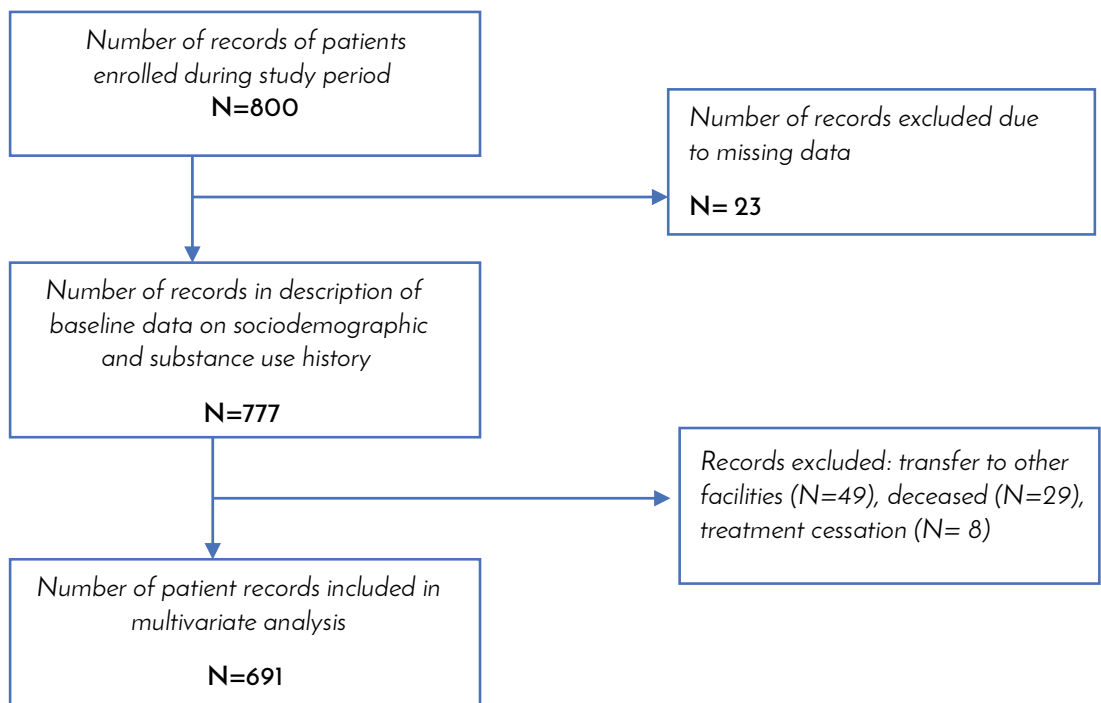 Number of records of patients
enrolled during study period
N=800
Number of records excluded due
to missing data
N= 23
Number of records in description of
baseline data on sociodemographic
and substance use history
N=777
Records excluded: transfer to other
facilities (N=49), deceased (N=29),
treatment cessation (N= 8)
Number of patient records included in
multivariate analysis
N=691